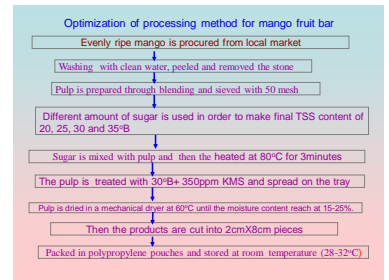 Optimization of processing method for mango fruit bar
Evenly ripe mango is procured from local market
Washing with clean water, peeled and removed the stone
Pulp is prepared through blending and sieved with 50 mesh
Different amount of sugar is used in order to make final TSS content of
20, 25, 30 and 35°B
Sugar is mixed with pulp and then the heated at 80°C for 3minutes
The pulp is treated with 30°B+ 350ppm KMS and spread on the tray
Pulp is dried in a mechanical dryer at 60°C until the moisture content reach at 15-25%.
Then the products are cut into 2cmX8cm pieces
Packed in polypropylene pouches and stored at room temperature (28-32°C)